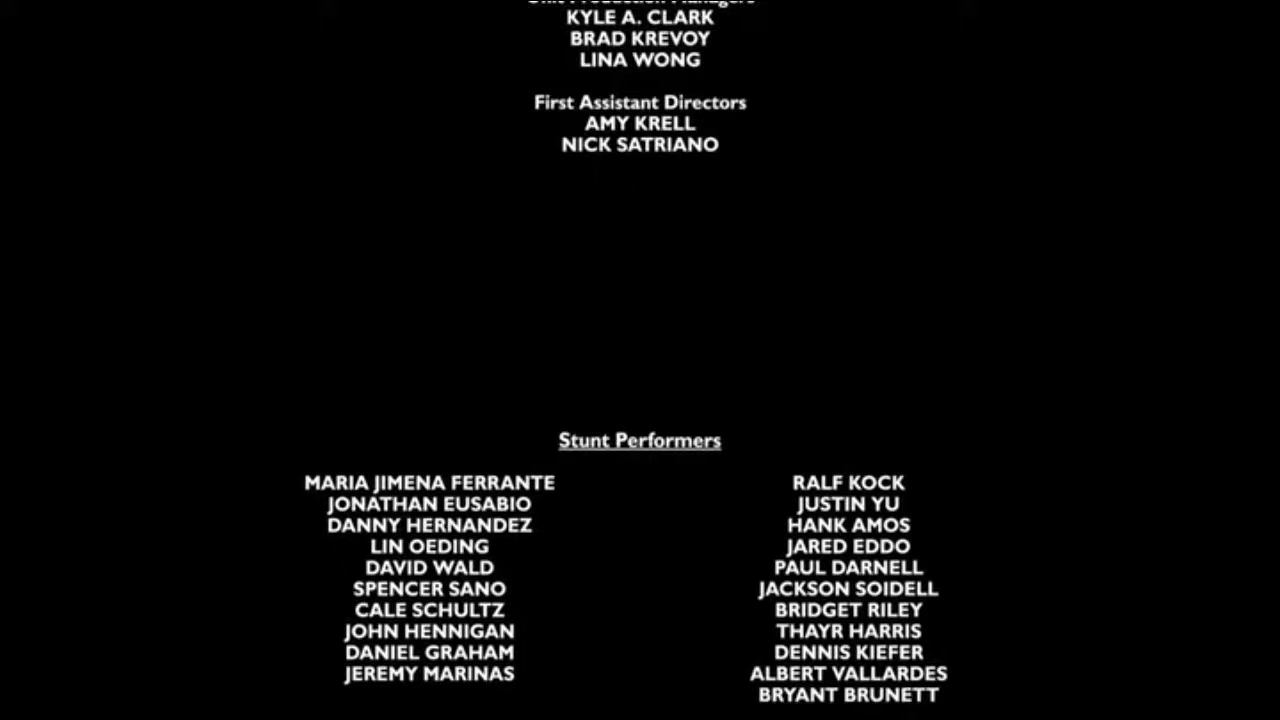 Unit Production Managers
KYLE A. CLARK
BRAD KREVOY
LINA WONG
First Assistant Directors
AMY KRELL
NICK SATRIANO
Stunt Performers
MARIA JIMENA FERRANTE
JONATHAN EUSABIO
DANNY HERNANDEZ
LIN OEDING
DAVID WALD
SPENCER SANO
CALE SCHULTZ
JOHN HENNIGAN
DANIEL GRAHAM
JEREMY MARINAS
RALF KOCK
JUSTIN YU
HANK AMOS
JARED EDDO
PAUL DARNELL
JACKSON SOIDELL
BRIDGET RILEY
THAYR HARRIS
DENNIS KIEFER
ALBERT VALLARDES
BRYANT BRUNETT